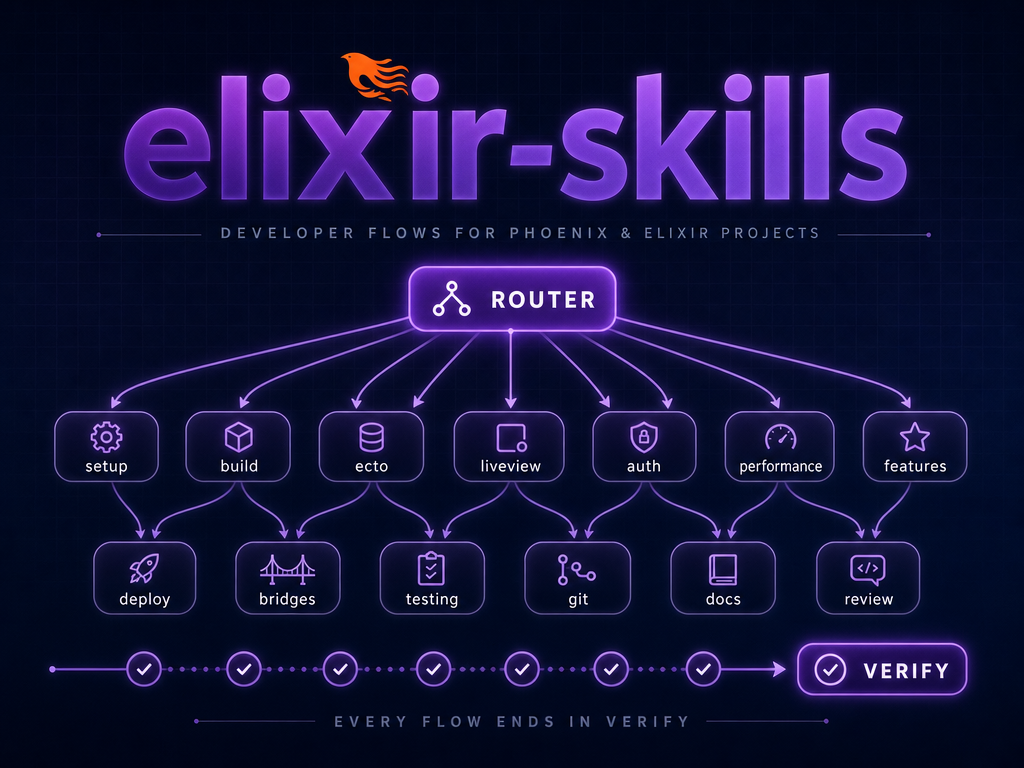 elixir-skills
DEVELOPER FLOWS FOR PHOENIX & ELIXIR PROJECTS
ROUTER
setup
build
ecto
liveview
auth
performance
features
deploy
bridges
testing
git
docs
review
VERIFY
EVERY FLOW ENDS IN VERIFY